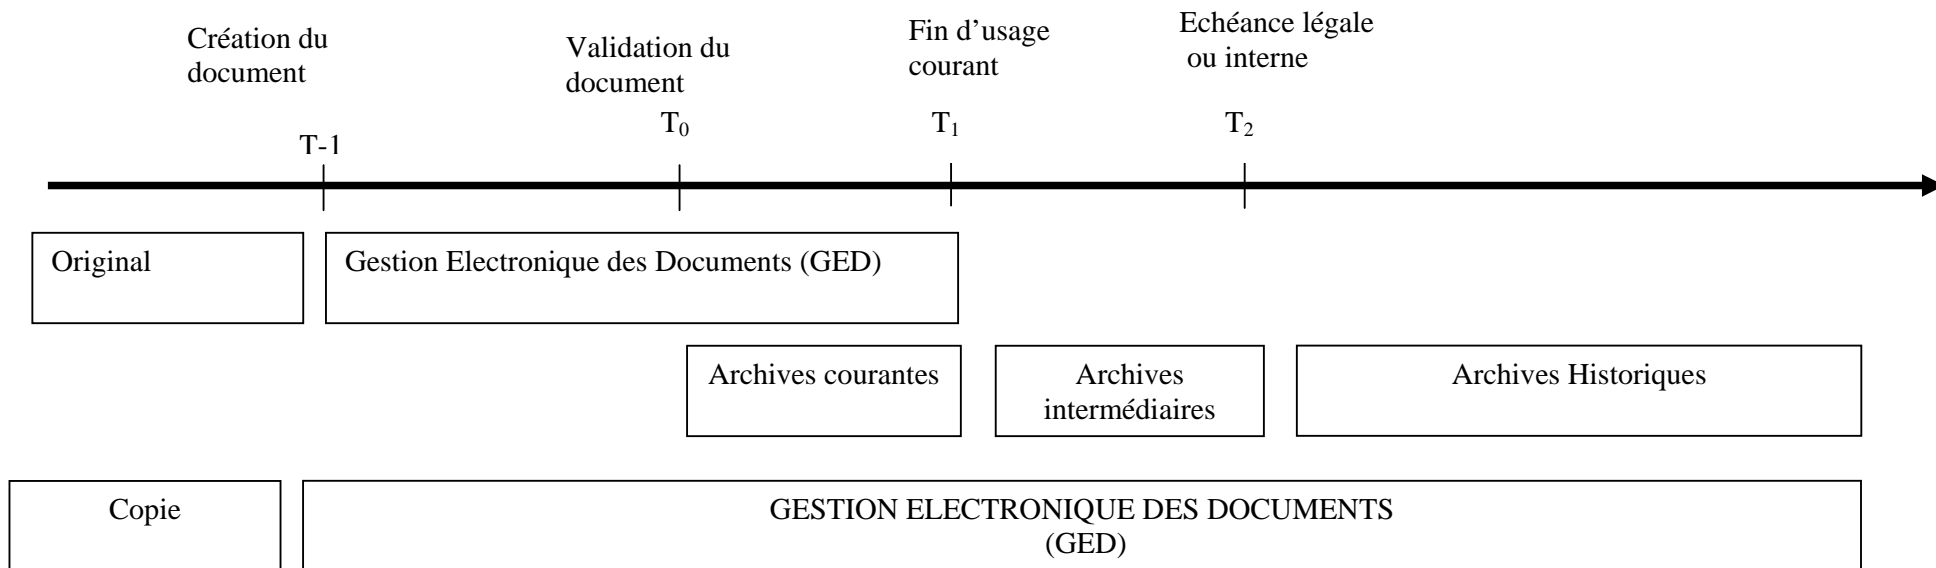 Création du
document
Validation du
document
Fin d’usage
courant
Echéance légale
ou interne
T-1
T₀
T₁
T₂
Original
Gestion Electronique des Documents (GED)
Archives courantes
Archives
intermédiaires
Archives Historiques
Copie
GESTION ELECTRONIQUE DES DOCUMENTS
(GED)